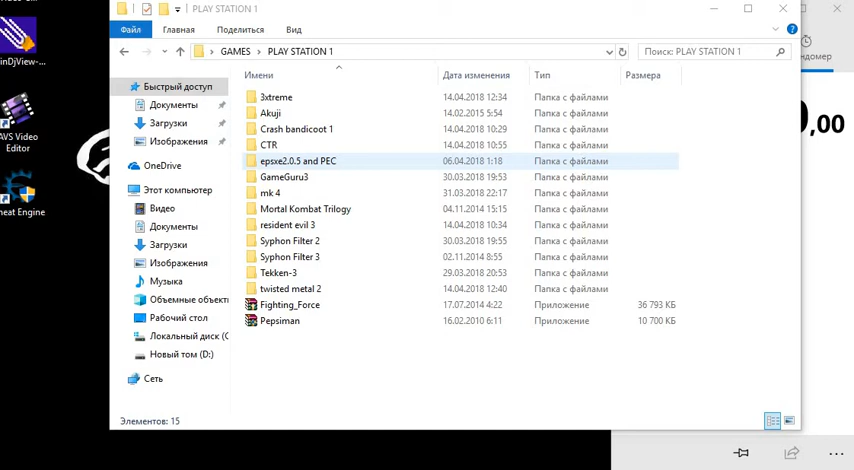 PLAY STATION 1
Файл Главная Поделиться Вид
GAMES PLAY STATION 1 Поиск: PLAY STATION 1
Имени Дата изменения Тип Размера
Быстрый доступ
Документы
Загрузки
Изображения
OneDrive
Этот компьютер
Видео
Документы
Загрузки
Изображения
Музыка
Объемные объект
Рабочий стол
Локальный диск (C
Новый том (D:)
Сеть
3xtreme 14.04.2018 12:34 Папка с файлами
Akuji 14.02.2015 5:54 Папка с файлами
Crash bandicoot 1 14.04.2018 10:29 Папка с файлами
CTR 14.04.2018 10:55 Папка с файлами
epsxe2.0.5 and PEC 06.04.2018 1:18 Папка с файлами
GameGuru3 30.03.2018 19:53 Папка с файлами
mk 4 31.03.2018 22:17 Папка с файлами
Mortal Kombat Trilogy 04.11.2014 15:15 Папка с файлами
resident evil 3 14.04.2018 10:34 Папка с файлами
Syphon Filter 2 30.03.2018 19:55 Папка с файлами
Syphon Filter 3 02.11.2014 8:55 Папка с файлами
Tekken-3 29.03.2018 20:53 Папка с файлами
twisted metal 2 14.04.2018 12:40 Папка с файлами
Fighting_Force 17.07.2014 4:22 Приложение 36 793 КБ
Pepsiman 16.02.2010 6:11 Приложение 10 700 КБ
Элементов: 15
inDjView-...
AVS Video
Editor
heat Engine
ндомер
,00